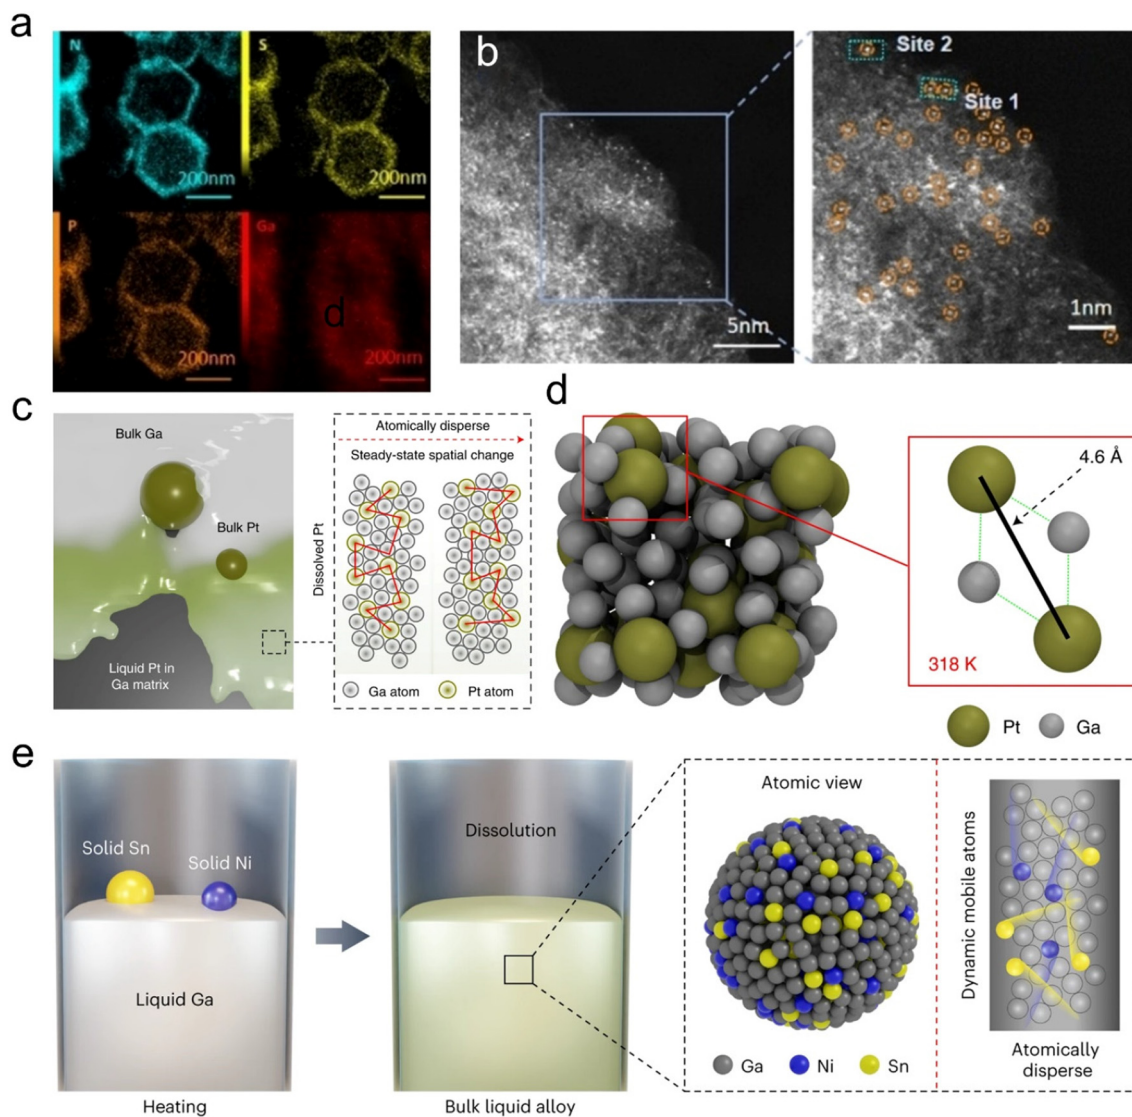 a
N
S
200nm
200nm
P
Ga
d
200nm
200nm
b
Site 2
Site 1
5nm
1nm
c
Bulk Ga
Bulk Pt
Liquid Pt in
Ga matrix
Dissolved Pt
Atomically disperse
Steady-state spatial change
Ga atom
Pt atom
d
4.6 Å
318 K
Pt
Ga
e
Solid Sn
Solid Ni
Liquid Ga
Heating
Dissolution
Bulk liquid alloy
Atomic view
Ga
Ni
Sn
Dynamic mobile atoms
Atomically
disperse